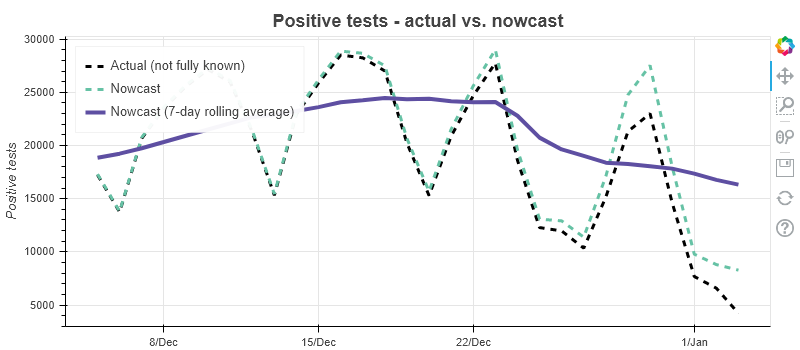 Positive tests - actual vs. nowcast
30000
25000
20000
15000
10000
5000
Positive tests
Actual (not fully known)
Nowcast
Nowcast (7-day rolling average)
8/Dec
15/Dec
22/Dec
1/Jan